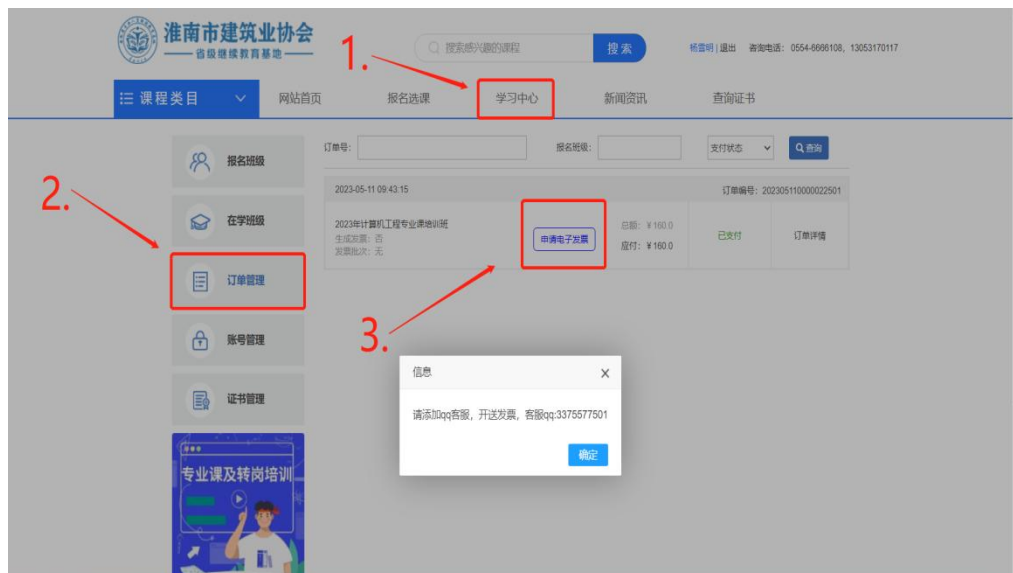 淮南市建筑业协会
省级继续教育基地
搜索感兴趣的课程
搜索
杨雪明 | 退出 咨询电话: 0554-6666108, 13053170117
1.
课程类目
网站首页
报名选课
学习中心
新闻资讯
查询证书
2.
报名班级
在学班级
订单管理
账号管理
证书管理
专业课及转岗培训
订单号:
报名班级:
支付状态
查询
2023-05-11 09:43:15
订单编号: 202305110000022501
2023年计算机工程专业课培训班
生成发票: 否
发票批次: 无
申请电子发票
总额: ¥160.0
应付: ¥160.0
已支付
订单详情
3.
信息
请添加qq客服，开送发票，客服qq:3375577501
确定